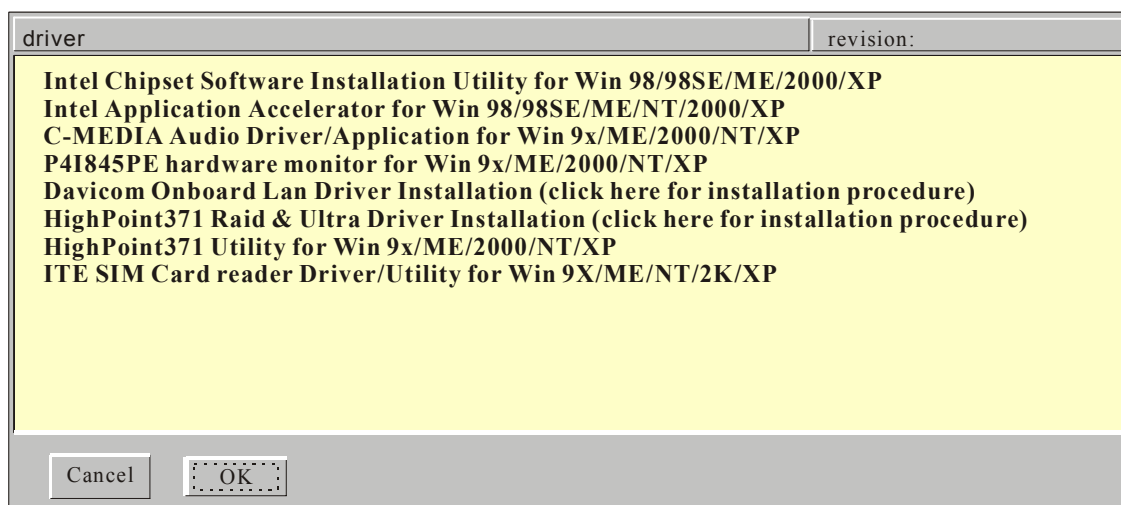 driver revision:
Intel Chipset Software Installation Utility for Win 98/98SE/ME/2000/XP
Intel Application Accelerator for Win 98/98SE/ME/NT/2000/XP
C-MEDIA Audio Driver/Application for Win 9x/ME/2000/NT/XP
P4I845PE hardware monitor for Win 9x/ME/2000/NT/XP
Davicom Onboard Lan Driver Installation (click here for installation procedure)
HighPoint371 Raid & Ultra Driver Installation (click here for installation procedure)
HighPoint371 Utility for Win 9x/ME/2000/NT/XP
ITE SIM Card reader Driver/Utility for Win 9X/ME/NT/2K/XP
Cancel OK